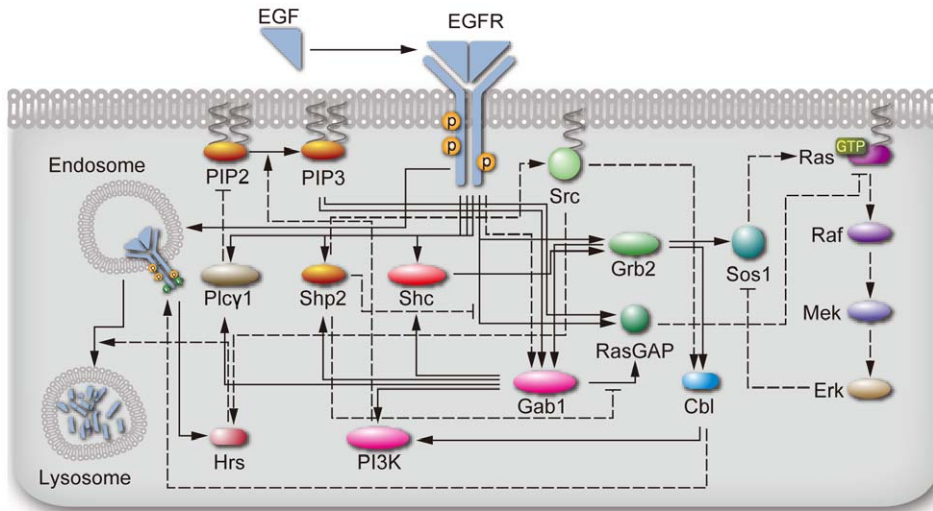 EGF
EGFR
p
p
p
GTP
Endosome
PIP2
PIP3
Src
Ras
Grb2
Sos1
Raf
Plcγ1
Shp2
Shc
RasGAP
Mek
Gab1
Cbl
Erk
Lysosome
Hrs
PI3K